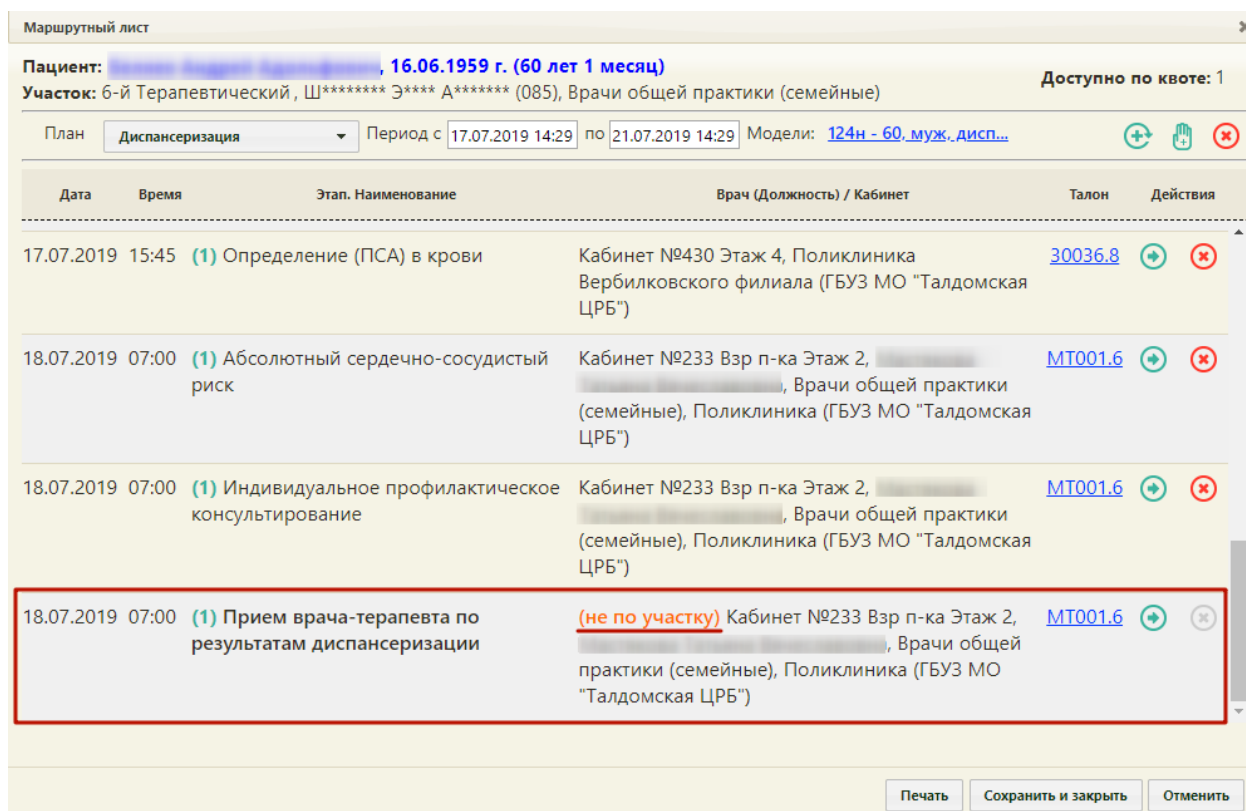 Маршрутный лист
Пациент: , 16.06.1959 г. (60 лет 1 месяц)
Доступно по квоте: 1
Участок: 6-й Терапевтический , Ш******** Э**** А******* (085), Врачи общей практики (семейные)
План Диспансеризация Период с 17.07.2019 14:29 по 21.07.2019 14:29 Модели: 124н - 60, муж, дисп...
Дата Время Этап. Наименование Врач (Должность) / Кабинет Талон Действия
17.07.2019 15:45 (1) Определение (ПСА) в крови Кабинет №430 Этаж 4, Поликлиника 30036.8
Вербилковского филиала (ГБУЗ МО "Талдомская
ЦРБ")
18.07.2019 07:00 (1) Абсолютный сердечно-сосудистый Кабинет №233 Взр п-ка Этаж 2, МТ001.6
риск , Врачи общей практики
(семейные), Поликлиника (ГБУЗ МО "Талдомская
ЦРБ")
18.07.2019 07:00 (1) Индивидуальное профилактическое Кабинет №233 Взр п-ка Этаж 2, МТ001.6
консультирование , Врачи общей практики
(семейные), Поликлиника (ГБУЗ МО "Талдомская
ЦРБ")
18.07.2019 07:00 (1) Прием врача-терапевта по (не по участку) Кабинет №233 Взр п-ка Этаж 2, МТ001.6
результатам диспансеризации , Врачи общей
практики (семейные), Поликлиника (ГБУЗ МО
"Талдомская ЦРБ")
Печать Сохранить и закрыть Отменить